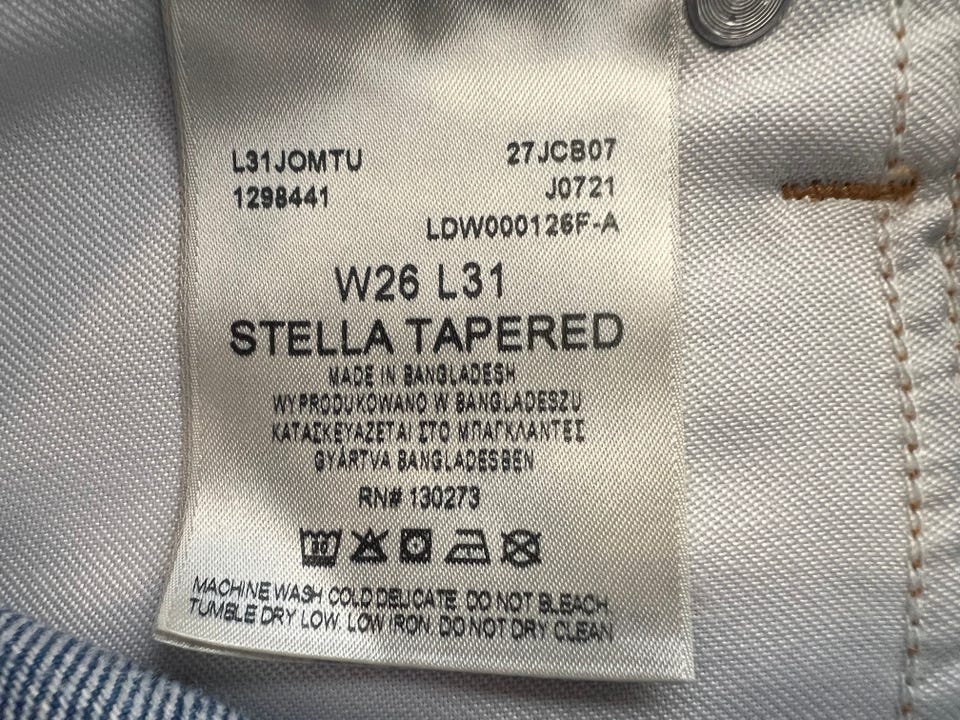 L31JOMTU 27JCB07
1298441 J0721
LDW000126F-A
W26 L31
STELLA TAPERED
MADE IN BANGLADESH
WYPRODUKOWANO W BANGLADESZU
ΚΑΤΑΣΚΕΥΑΖΕΤΑΙ ΣΤΟ ΜΠΑΓΚΛΑΝΤΕΣ
GYÁRTVA BANGLADESBEN
RN# 130273
30
MACHINE WASH COLD DELICATE. DO NOT BLEACH.
TUMBLE DRY LOW. LOW IRON. DO NOT DRY CLEAN